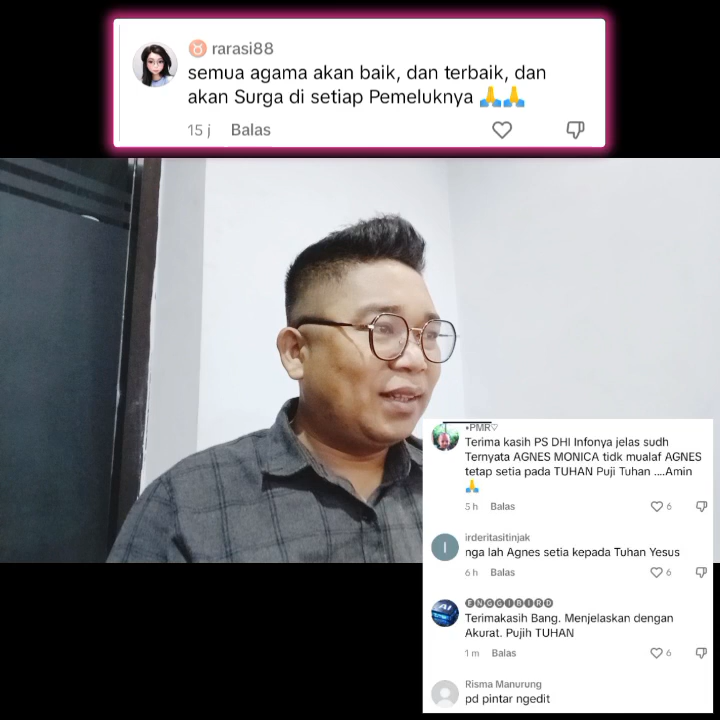 rarasi88
semua agama akan baik, dan terbaik, dan
akan Surga di setiap Pemeluknya 🙏🙏
15 j Balas
•PMR♡
Terima kasih PS DHI Infonya jelas sudh
Ternyata AGNES MONICA tidk mualaf AGNES
tetap setia pada TUHAN Puji Tuhan ....Amin
🙏
5 h Balas 6
I
irderitasitinjak
nga lah Agnes setia kepada Tuhan Yesus
6 h Balas 6
AI
🅔🅝🅖🅖🅘🅑🅘🅡🅓
Terimakasih Bang. Menjelaskan dengan
Akurat. Pujih TUHAN
1 m Balas 6
Risma Manurung
pd pintar ngedit